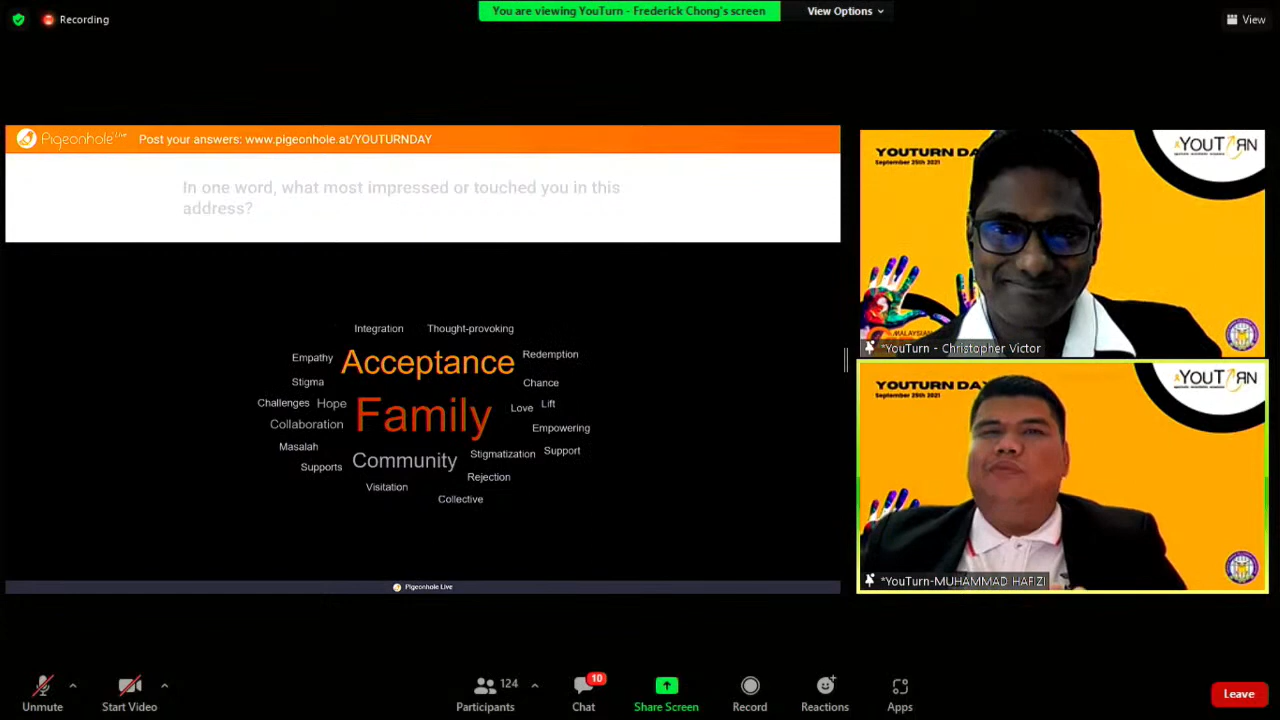 Recording
You are viewing YouTurn - Frederick Chong's screen
View Options
View
Pigeonhole Live
Post your answers: www.pigeonhole.at/YOUTURNDAY
In one word, what most impressed or touched you in this
address?
Integration
Thought-provoking
Empathy
Acceptance
Redemption
Stigma
Chance
Challenges
Hope
Family
Love
Lift
Collaboration
Empowering
Masalah
Community
Stigmatization
Support
Supports
Rejection
Visitation
Collective
Pigeonhole Live
YOUTURN DA
September 25th 2021
YOUTURN
MALAYSIAN
*YouTurn - Christopher Victor
YOUTURN DAY
September 25th 2021
YOUTURN
*YouTurn-MUHAMMAD HAFIZI
Unmute
Start Video
Participants
124
Chat
10
Share Screen
Record
Reactions
Apps
Leave